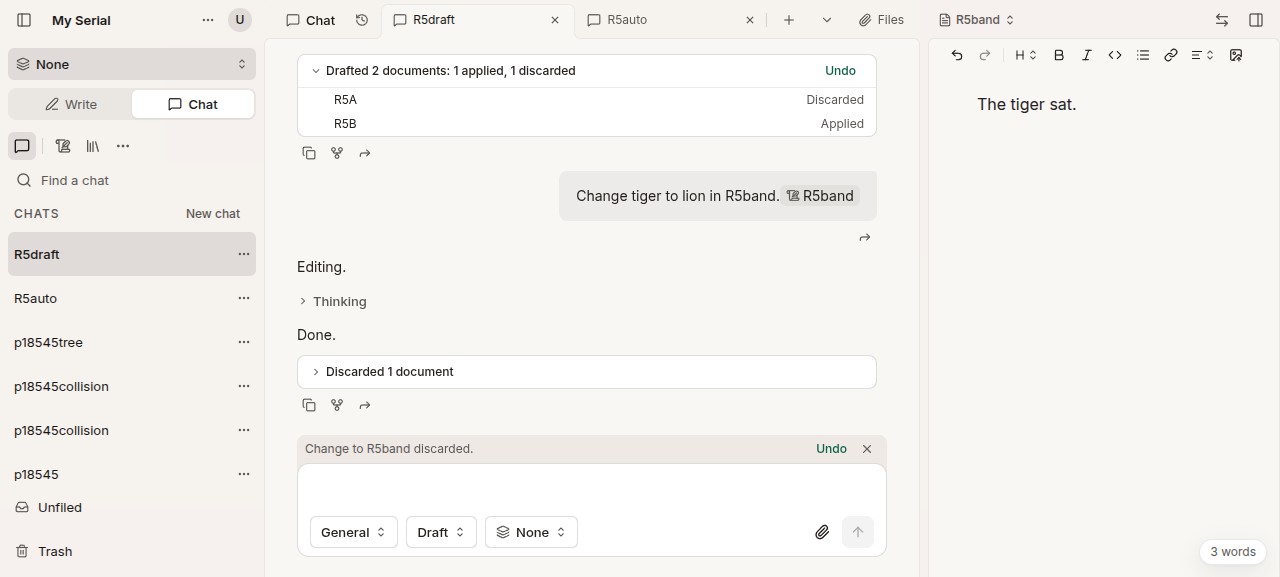 My Serial
U
None
Write
Chat
Find a chat
CHATS
New chat
R5draft
R5auto
p18545tree
p18545collision
p18545collision
p18545
Unfiled
Trash
Chat
R5draft
R5auto
Files
Drafted 2 documents: 1 applied, 1 discarded
Undo
R5A
Discarded
R5B
Applied
Change tiger to lion in R5band. R5band
Editing.
Thinking
Done.
Discarded 1 document
Change to R5band discarded.
Undo
General
Draft
None
R5band
H
B
I
The tiger sat.
3 words